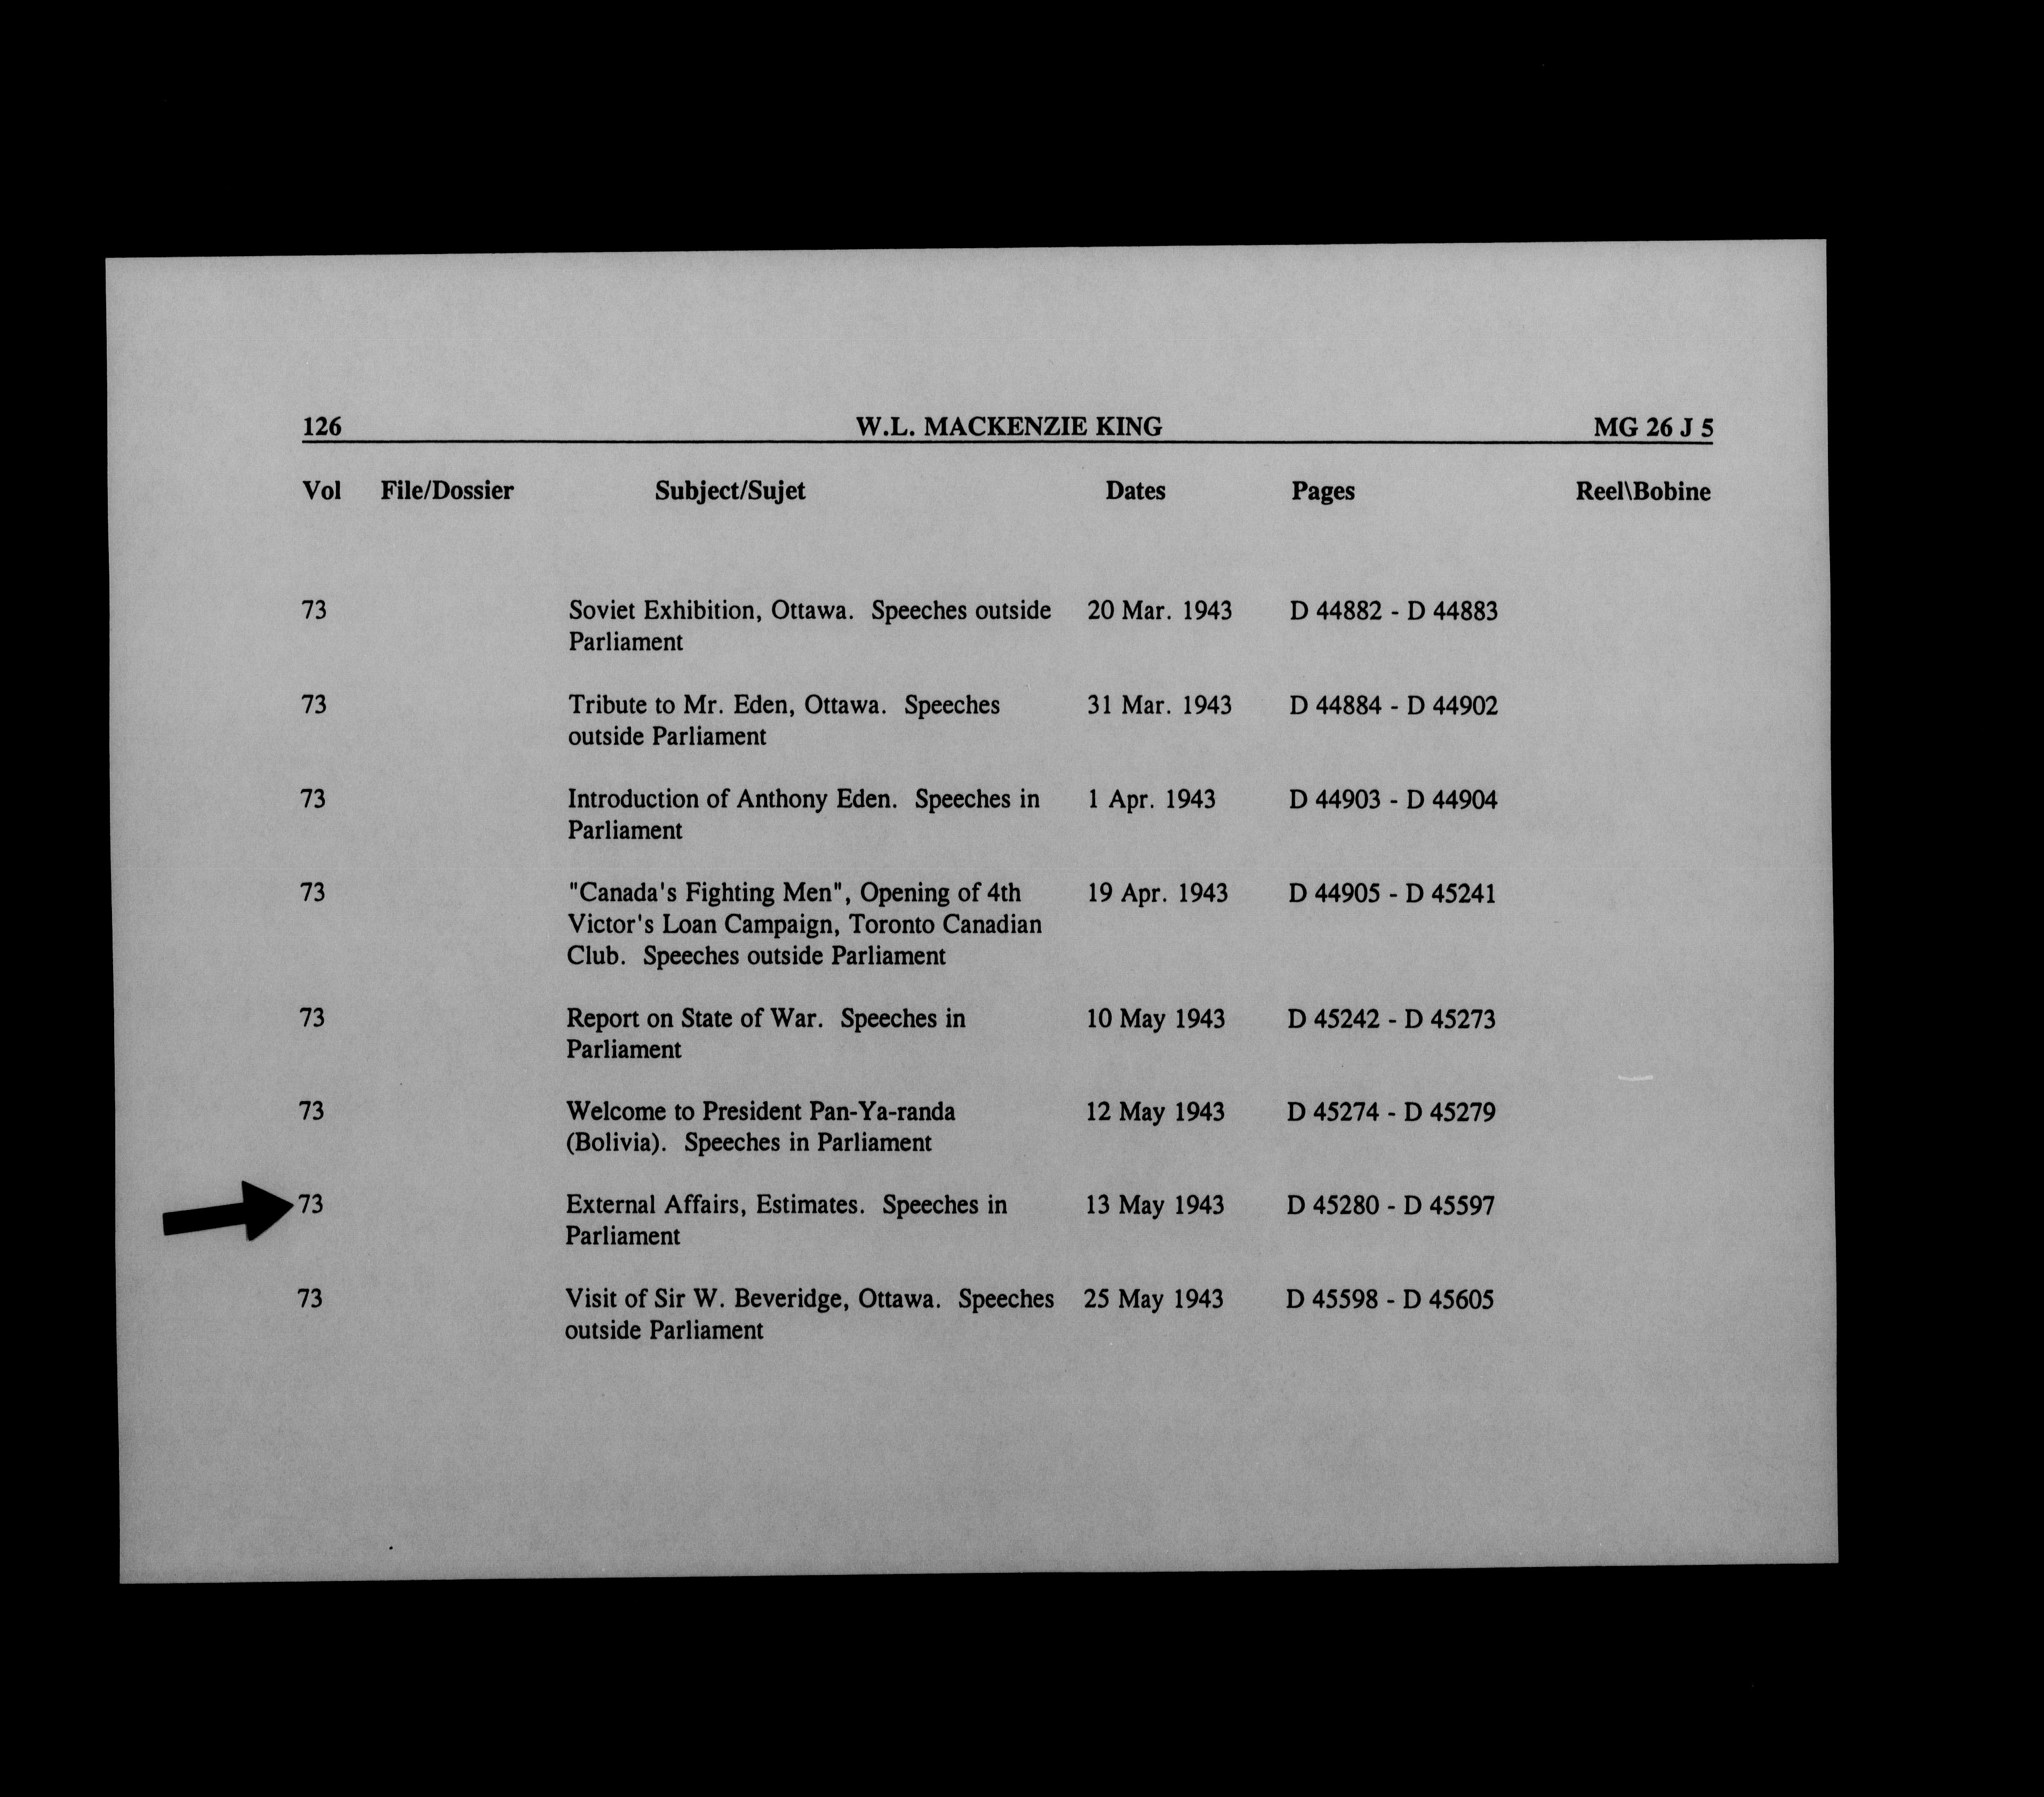 126 W.L. MACKENZIE KING MG 26 J 5
Vol File/Dossier Subject/Sujet Dates Pages Reel\Bobine
73 Soviet Exhibition, Ottawa. Speeches outside 20 Mar. 1943 D 44882 - D 44883
Parliament
73 Tribute to Mr. Eden, Ottawa. Speeches 31 Mar. 1943 D 44884 - D 44902
outside Parliament
73 Introduction of Anthony Eden. Speeches in 1 Apr. 1943 D 44903 - D 44904
Parliament
73 "Canada's Fighting Men", Opening of 4th 19 Apr. 1943 D 44905 - D 45241
Victor's Loan Campaign, Toronto Canadian
Club. Speeches outside Parliament
73 Report on State of War. Speeches in 10 May 1943 D 45242 - D 45273
Parliament
73 Welcome to President Pan-Ya-randa 12 May 1943 D 45274 - D 45279
(Bolivia). Speeches in Parliament
73 External Affairs, Estimates. Speeches in 13 May 1943 D 45280 - D 45597
Parliament
73 Visit of Sir W. Beveridge, Ottawa. Speeches 25 May 1943 D 45598 - D 45605
outside Parliament